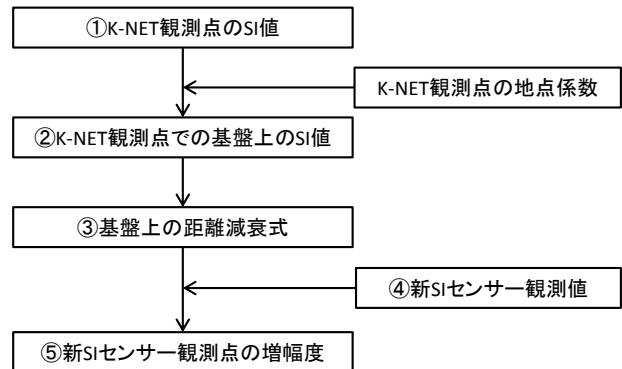 ①K-NET観測点のSI値
K-NET観測点の地点係数
②K-NET観測点での基盤上のSI値
③基盤上の距離減衰式
④新SIセンサー観測値
⑤新SIセンサー観測点の増幅度